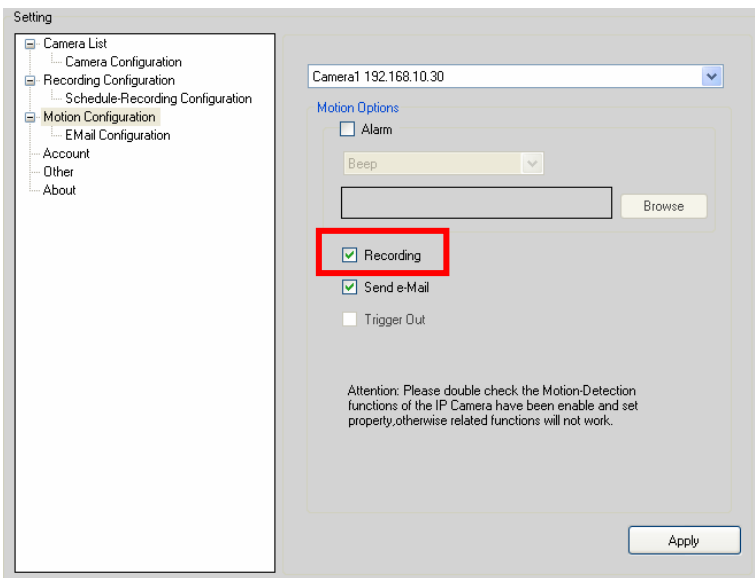 Setting
Camera List
Camera Configuration
Recording Configuration
Schedule-Recording Configuration
Motion Configuration
EMail Configuration
Account
Other
About
Camera1 192.168.10.30
Motion Options
Alarm
Beep
Browse
Recording
Send e-Mail
Trigger Out
Attention: Please double check the Motion-Detection
functions of the IP Camera have been enable and set
property,otherwise related functions will not work.
Apply